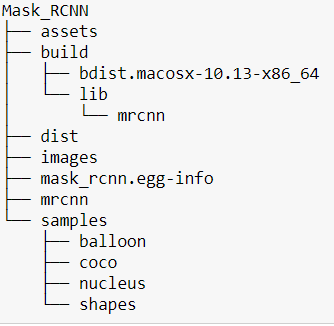 Mask_RCNN
├── assets
├── build
│   ├── bdist.macosx-10.13-x86_64
│   └── lib
│       └── mrcnn
├── dist
├── images
├── mask_rcnn.egg-info
├── mrcnn
└── samples
    ├── balloon
    ├── coco
    ├── nucleus
    └── shapes